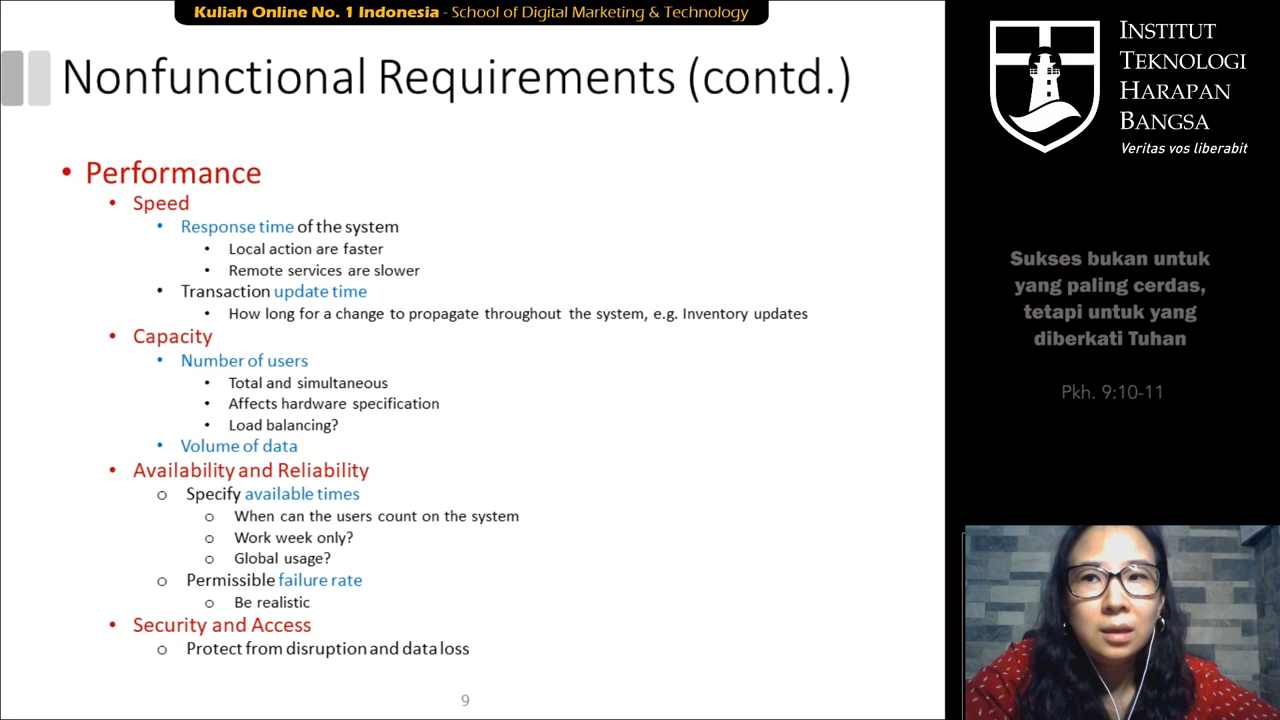 Kuliah Online No. 1 Indonesia - School of Digital Marketing & Technology
Nonfunctional Requirements (contd.)
• Performance
• Speed
• Response time of the system
• Local action are faster
• Remote services are slower
• Transaction update time
• How long for a change to propagate throughout the system, e.g. Inventory updates
• Capacity
• Number of users
• Total and simultaneous
• Affects hardware specification
• Load balancing?
• Volume of data
• Availability and Reliability
o Specify available times
o When can the users count on the system
o Work week only?
o Global usage?
o Permissible failure rate
o Be realistic
• Security and Access
o Protect from disruption and data loss
9
INSTITUT
TEKNOLOGI
HARAPAN
BANGSA
Veritas vos liberabit
Sukses bukan untuk
yang paling cerdas,
tetapi untuk yang
diberkati Tuhan
Pkh. 9:10-11